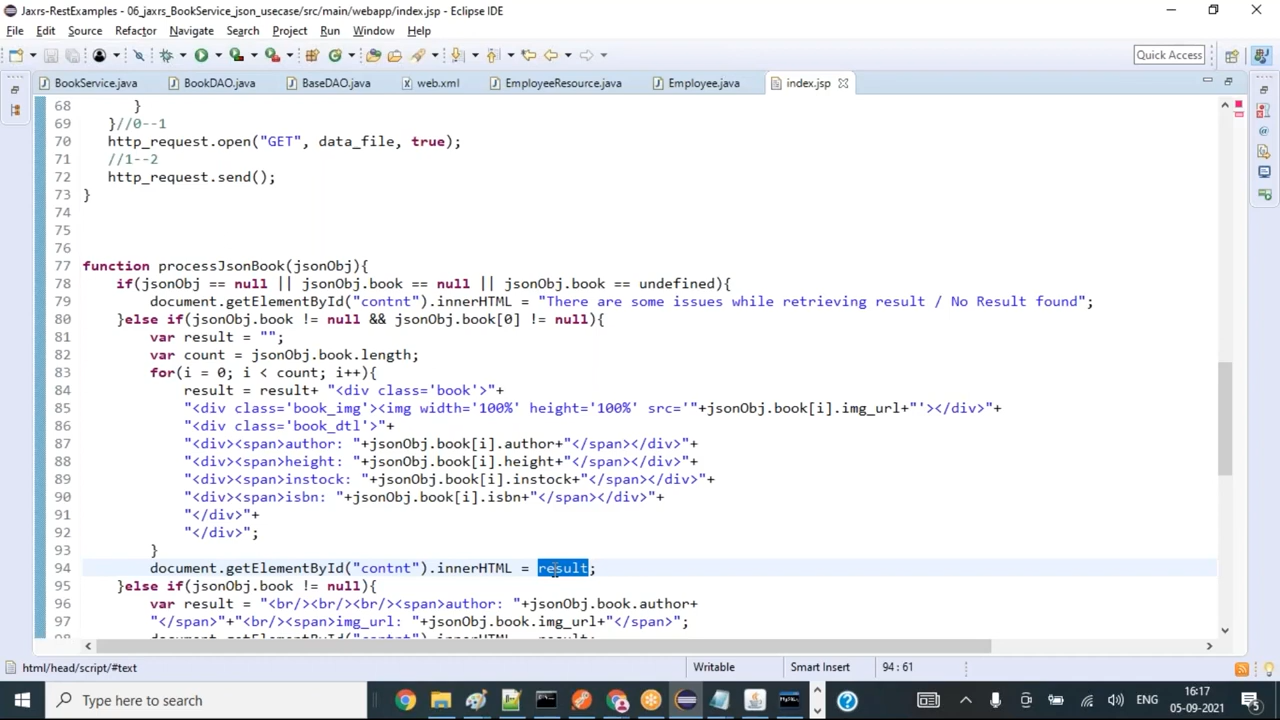 Jaxrs-RestExamples - 06_jaxrs_BookService_json_usecase/src/main/webapp/index.jsp - Eclipse IDE
File Edit Source Refactor Navigate Search Project Run Window Help
Quick Access
BookService.java BookDAO.java BaseDAO.java web.xml EmployeeResource.java Employee.java index.jsp
68 }
69 }//0--1
70 http_request.open("GET", data_file, true);
71 //1--2
72 http_request.send();
73 }
74
75
76
77 function processJsonBook(jsonObj){
78 if(jsonObj == null || jsonObj.book == null || jsonObj.book == undefined){
79 document.getElementById("contnt").innerHTML = "There are some issues while retrieving result / No Result found";
80 }else if(jsonObj.book != null && jsonObj.book[0] != null){
81 var result = "";
82 var count = jsonObj.book.length;
83 for(i = 0; i < count; i++){
84 result = result+ "<div class='book'>"+
85 "<div class='book_img'><img width='100%' height='100%' src='"+jsonObj.book[i].img_url+"'></div>"+
86 "<div class='book_dtl'>"+
87 "<div><span>author: "+jsonObj.book[i].author+"</span></div>"+
88 "<div><span>height: "+jsonObj.book[i].height+"</span></div>"+
89 "<div><span>instock: "+jsonObj.book[i].instock+"</span></div>"+
90 "<div><span>isbn: "+jsonObj.book[i].isbn+"</span></div>"+
91 "</div>"+
92 "</div>";
93 }
94 document.getElementById("contnt").innerHTML = result;
95 }else if(jsonObj.book != null){
96 var result = "<br/><br/><br/><span>author: "+jsonObj.book.author+
97 "</span>"+"<br/><span>img_url: "+jsonObj.book.img_url+"</span>";
98 document.getElementById("contnt").innerHTML = result;
html/head/script/#text Writable Smart Insert 94 : 61
Type here to search
ENG
16:17
05-09-2021
5